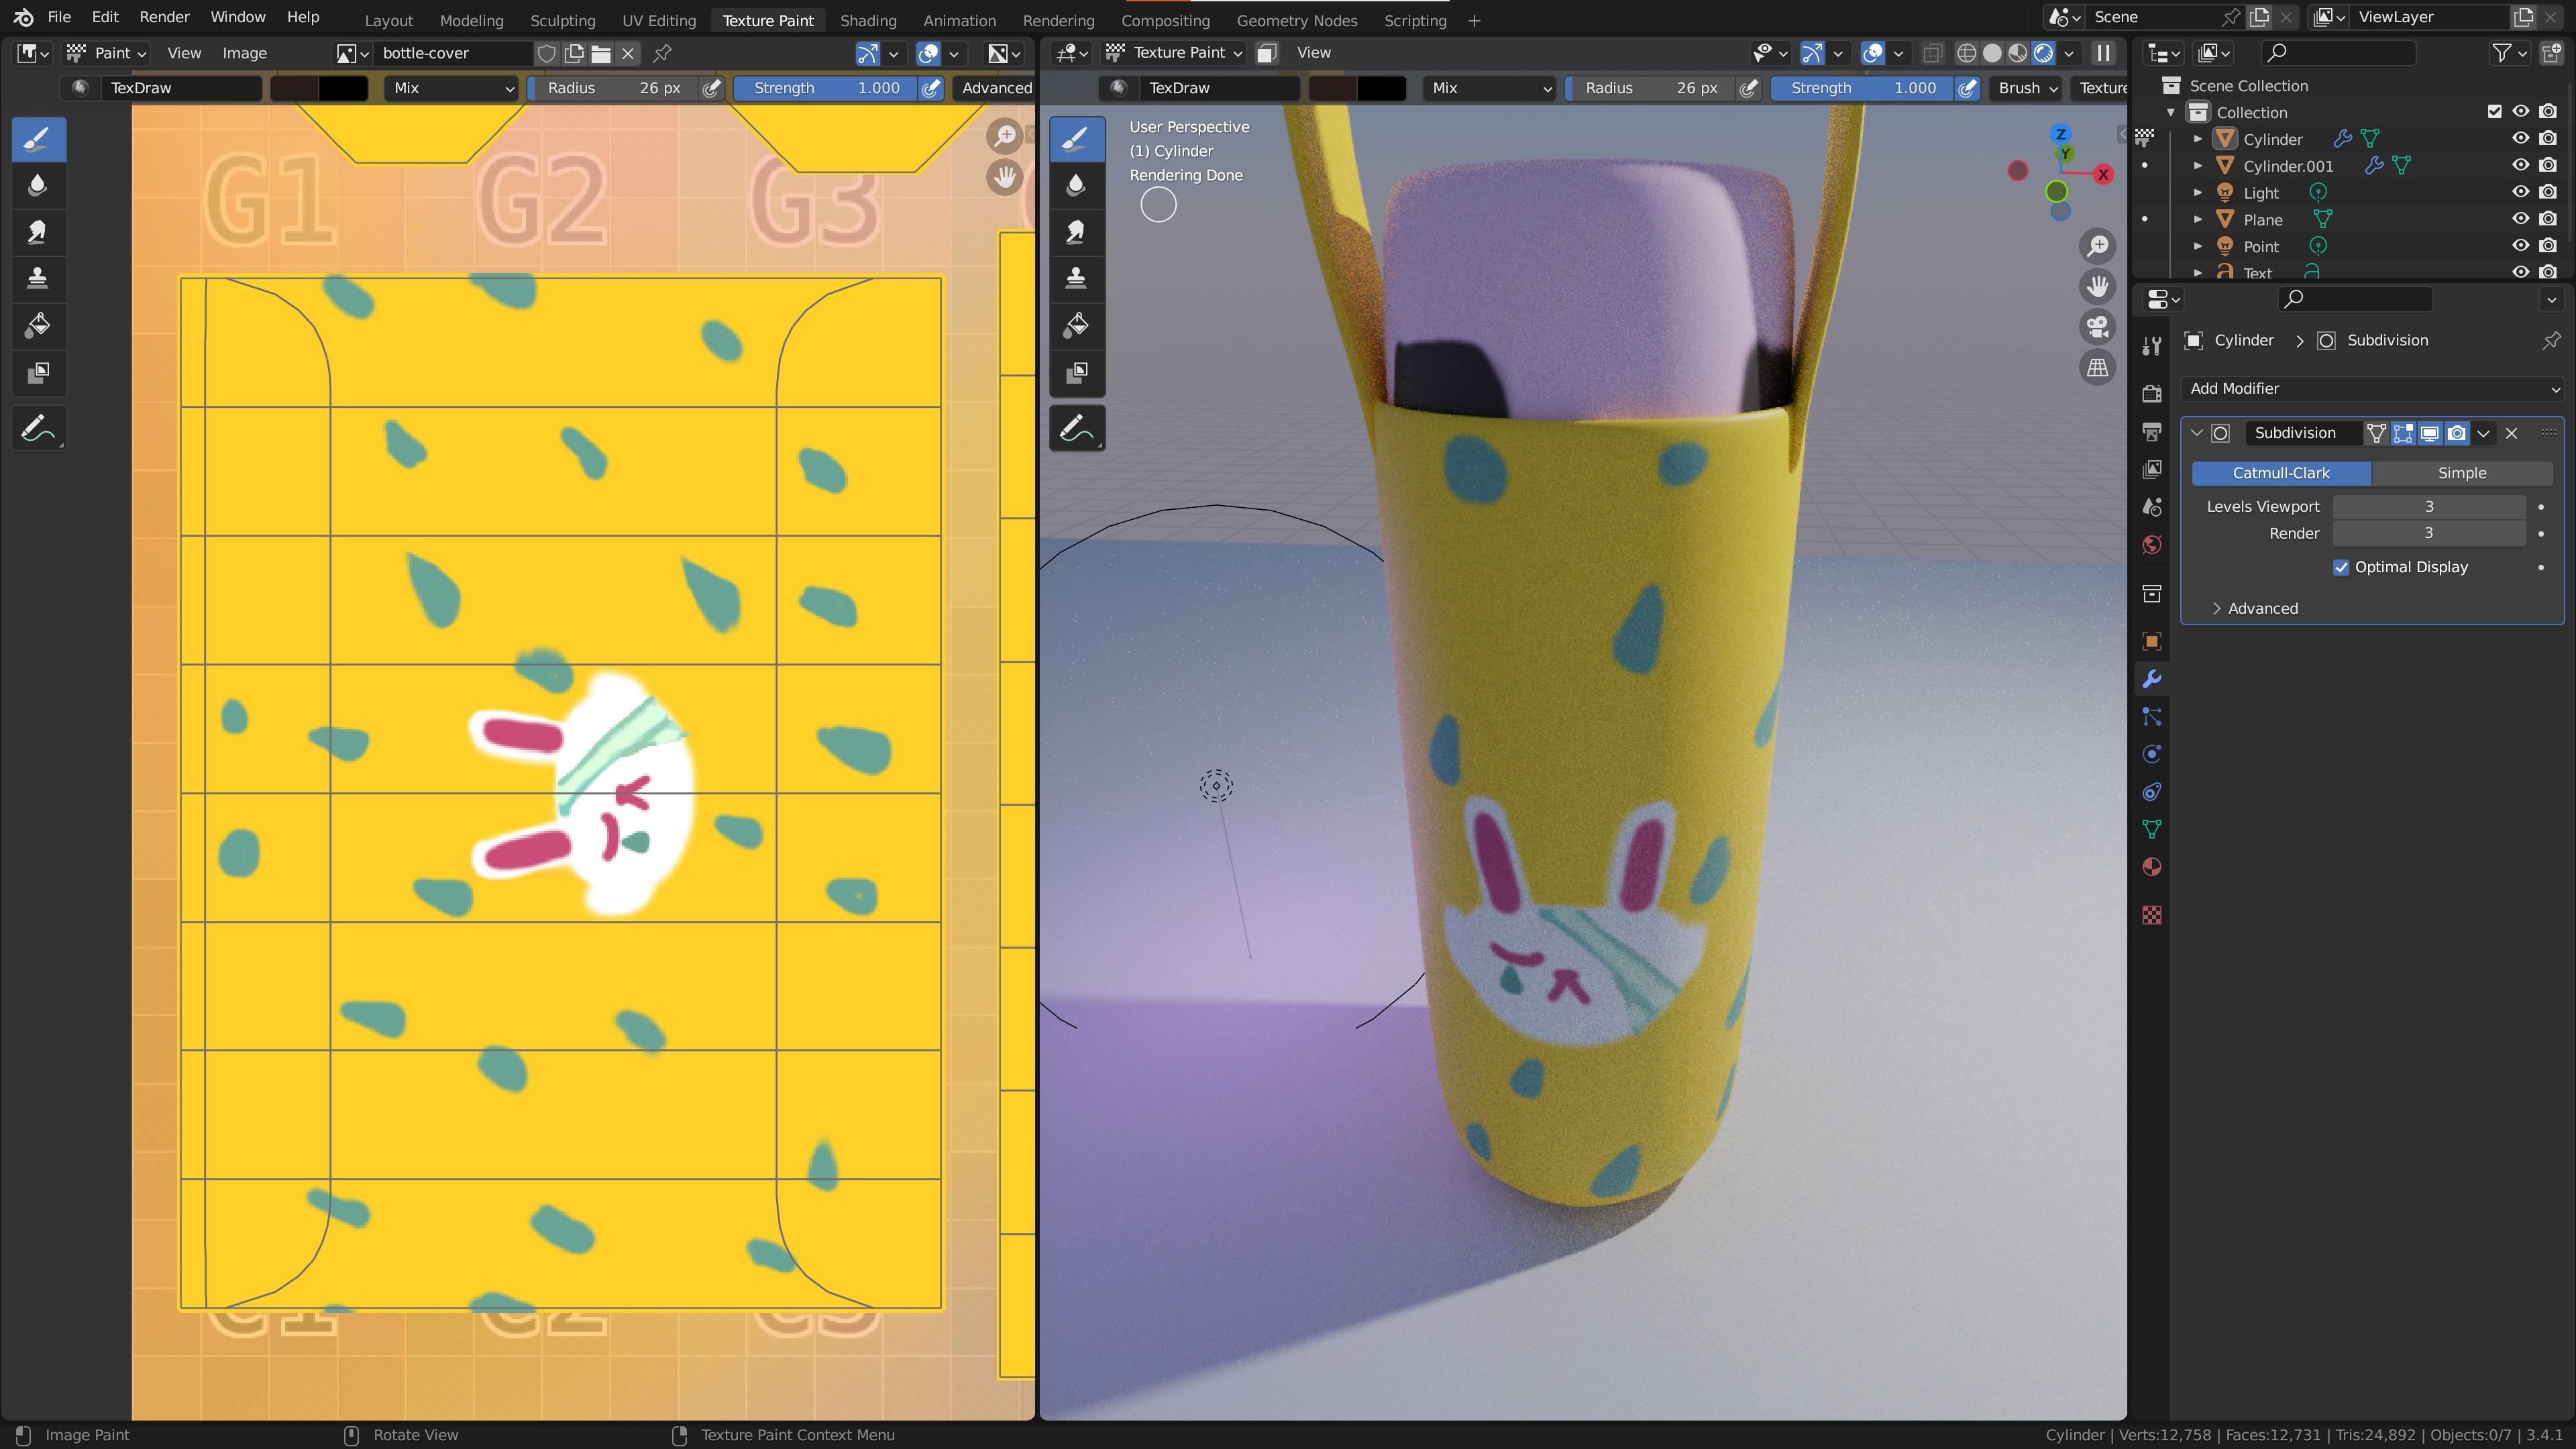 File Edit Render Window Help Layout Modeling Sculpting UV Editing Texture Paint Shading Animation Rendering Compositing Geometry Nodes Scripting Scene ViewLayer
Paint View Image bottle-cover
TexDraw Mix Radius 26 px Strength 1.000 Advanced
G1 G2 G3
Texture Paint View
TexDraw Mix Radius 26 px Strength 1.000 Brush Texture
User Perspective
(1) Cylinder
Rendering Done
Z
Y
X
Scene Collection
Collection
Cylinder
Cylinder.001
Light
Plane
Point
Text
Cylinder > Subdivision
Add Modifier
Subdivision
Catmull-Clark Simple
Levels Viewport 3
Render 3
Optimal Display
Advanced
Image Paint Rotate View Texture Paint Context Menu Cylinder | Verts:12,758 | Faces:12,731 | Tris:24,892 | Objects:0/7 | 3.4.1